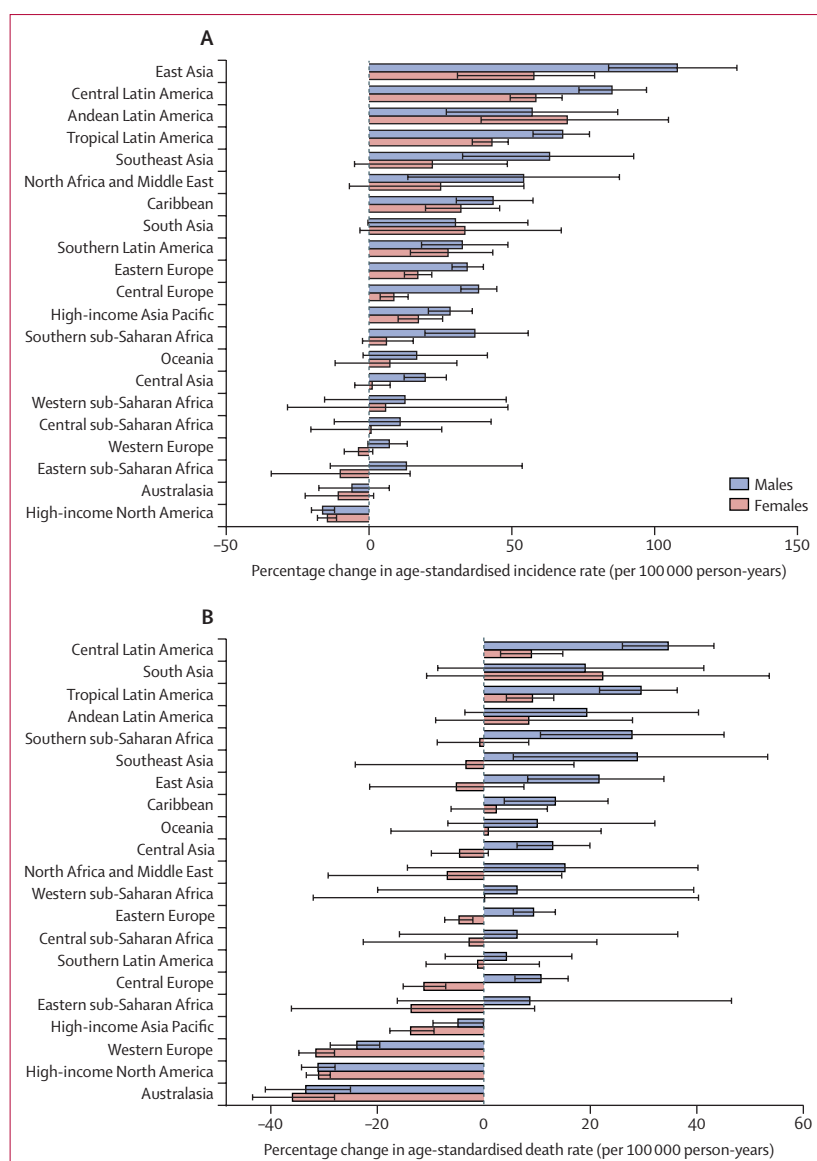 A
East Asia
Central Latin America
Andean Latin America
Tropical Latin America
Southeast Asia
North Africa and Middle East
Caribbean
South Asia
Southern Latin America
Eastern Europe
Central Europe
High-income Asia Pacific
Southern sub-Saharan Africa
Oceania
Central Asia
Western sub-Saharan Africa
Central sub-Saharan Africa
Western Europe
Eastern sub-Saharan Africa
Australasia
High-income North America
Males
Females
−50 0 50 100 150
Percentage change in age-standardised incidence rate (per 100 000 person-years)
B
Central Latin America
South Asia
Tropical Latin America
Andean Latin America
Southern sub-Saharan Africa
Southeast Asia
East Asia
Caribbean
Oceania
Central Asia
North Africa and Middle East
Western sub-Saharan Africa
Eastern Europe
Central sub-Saharan Africa
Southern Latin America
Central Europe
Eastern sub-Saharan Africa
High-income Asia Pacific
Western Europe
High-income North America
Australasia
−40 −20 0 20 40 60
Percentage change in age-standardised death rate (per 100 000 person-years)